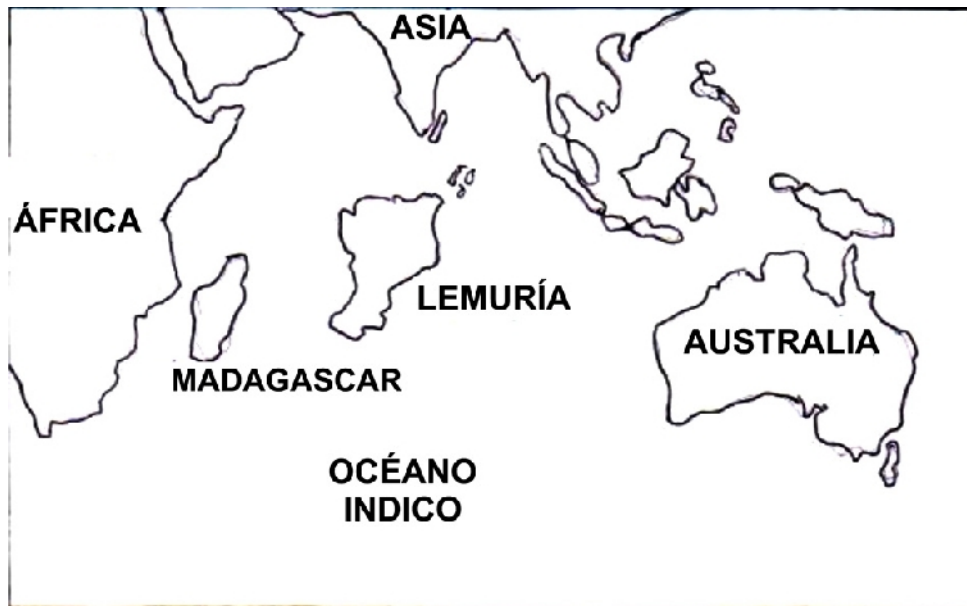 ASIA
ÁFRICA
LEMURÍA
AUSTRALIA
MADAGASCAR
OCÉANO
INDICO